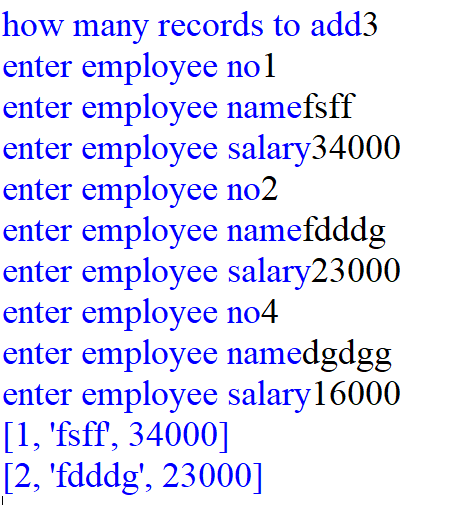 how many records to add3
enter employee no1
enter employee namefsff
enter employee salary34000
enter employee no2
enter employee namefdddg
enter employee salary23000
enter employee no4
enter employee namedgdgg
enter employee salary16000
[1, 'fsff', 34000]
[2, 'fdddg', 23000]